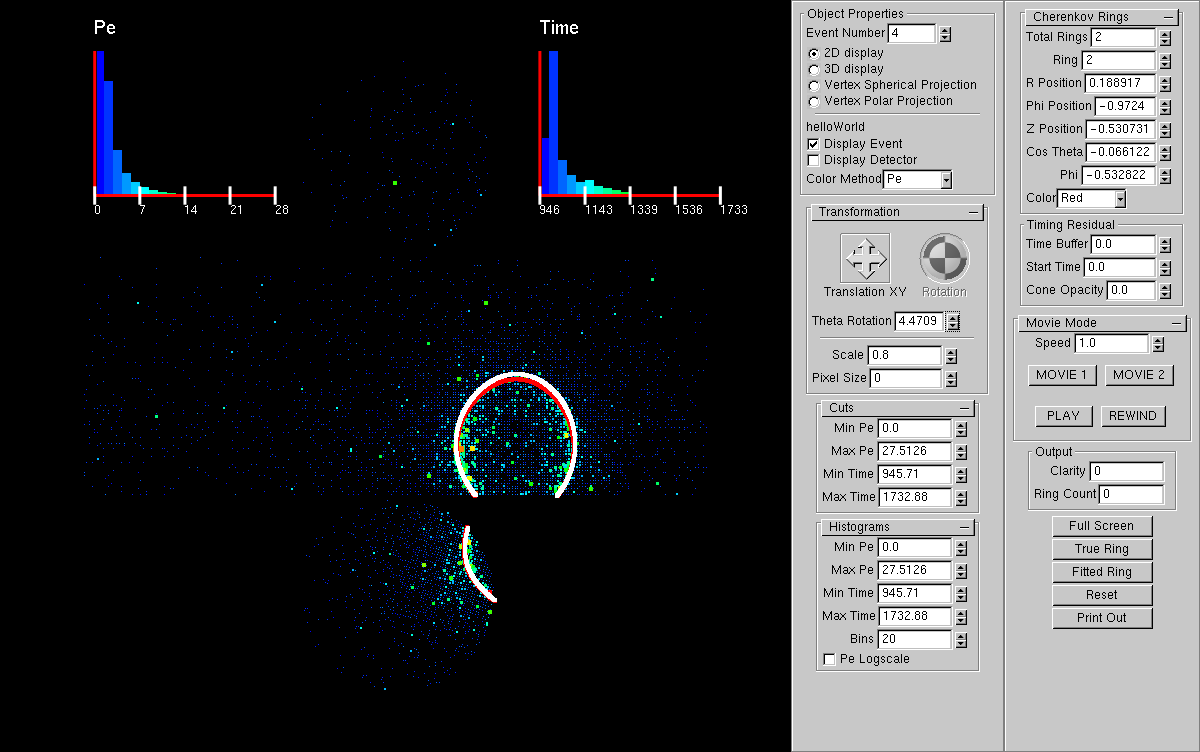 Pe
0 7 14 21 28
Time
946 1143 1339 1536 1733
Object Properties
Event Number 4
2D display
3D display
Vertex Spherical Projection
Vertex Polar Projection
helloWorld
Display Event
Display Detector
Color Method Pe
Transformation
Translation XY Rotation
Theta Rotation 4.4709
Scale 0.8
Pixel Size 0
Cuts
Min Pe 0.0
Max Pe 27.5126
Min Time 945.71
Max Time 1732.88
Histograms
Min Pe 0.0
Max Pe 27.5126
Min Time 945.71
Max Time 1732.88
Bins 20
Pe Logscale
Cherenkov Rings
Total Rings 2
Ring 2
R Position 0.188917
Phi Position -0.9724
Z Position -0.530731
Cos Theta -0.066122
Phi -0.532822
Color Red
Timing Residual
Time Buffer 0.0
Start Time 0.0
Cone Opacity 0.0
Movie Mode
Speed 1.0
MOVIE 1 MOVIE 2
PLAY REWIND
Output
Clarity 0
Ring Count 0
Full Screen
True Ring
Fitted Ring
Reset
Print Out